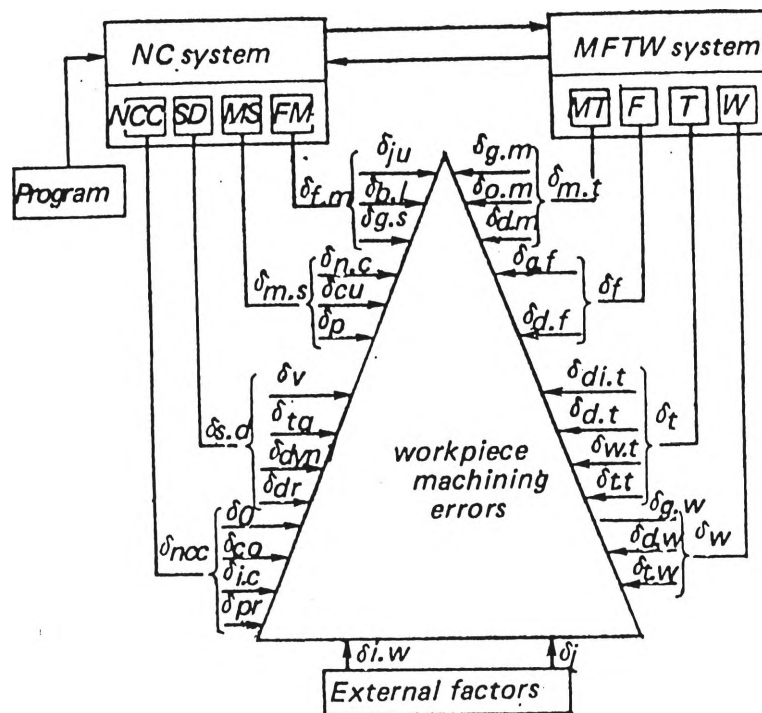 NC system
MFTW system
NCC SD MS FM
MT F T W
Program
δju
δg.m
δf.m
δb.l
δo.m
δm.t
δg.s
δd.m
δn.c
δa.f
δm.s
δcu
δf
δp
δd.f
δv
δdi.t
δs.d
δta
δd.t
δt
δdyn
δw.t
δdr
δt.t
δ0
δg.w
δncc
δco
δd.w
δw
δi.c
δt.w
δpr
workpiece
machining
errors
δi.w
δj
External factors